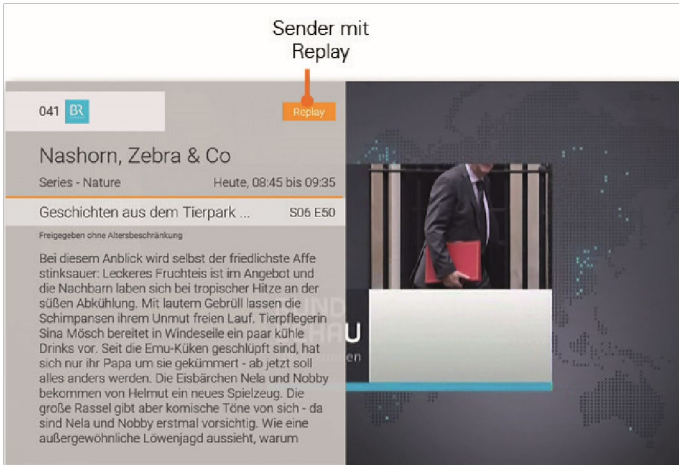 Sender mit
Replay
041 BR
Replay
Nashorn, Zebra & Co
Series - Nature Heute, 08:45 bis 09:35
Geschichten aus dem Tierpark ... S06 E50
Freigegeben ohne Altersbeschränkung
Bei diesem Anblick wird selbst der friedlichste Affe
stinksauer: Leckeres Fruchteis ist im Angebot und
die Nachbarn laben sich bei tropischer Hitze an der
süßen Abkühlung. Mit lautem Gebrüll lassen die
Schimpansen ihrem Unmut freien Lauf. Tierpflegerin
Sina Mösch bereitet in Windeseile ein paar kühle
Drinks vor. Seit die Emu-Küken geschlüpft sind, hat
sich nur ihr Papa um sie gekümmert - ab jetzt soll
alles anders werden. Die Eisbärchen Nela und Nobby
bekommen von Helmut ein neues Spielzeug. Die
große Rassel gibt aber komische Töne von sich - da
sind Nela und Nobby erstmal vorsichtig. Wie eine
außergewöhnliche Löwenjagd aussieht, warum